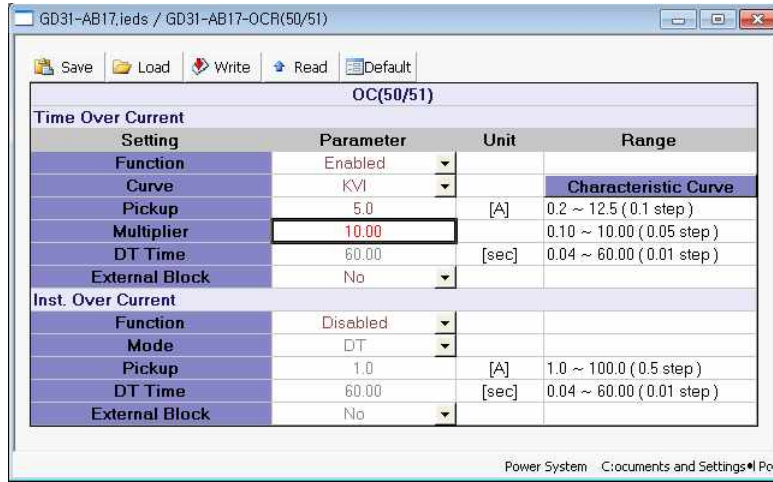 GD31-AB17.ieds / GD31-AB17-OCR(50/51)
Save Load Write Read Default
OC(50/51)
Time Over Current
Setting Parameter Unit Range
Function Enabled
Curve KVI Characteristic Curve
Pickup 5.0 [A] 0.2 ~ 12.5 ( 0.1 step )
Multiplier 10.00 0.10 ~ 10.00 ( 0.05 step )
DT Time 60.00 [sec] 0.04 ~ 60.00 ( 0.01 step )
External Block No
Inst. Over Current
Function Disabled
Mode DT
Pickup 1.0 [A] 1.0 ~ 100.0 ( 0.5 step )
DT Time 60.00 [sec] 0.04 ~ 60.00 ( 0.01 step )
External Block No
Power System C:ocuments and Settings